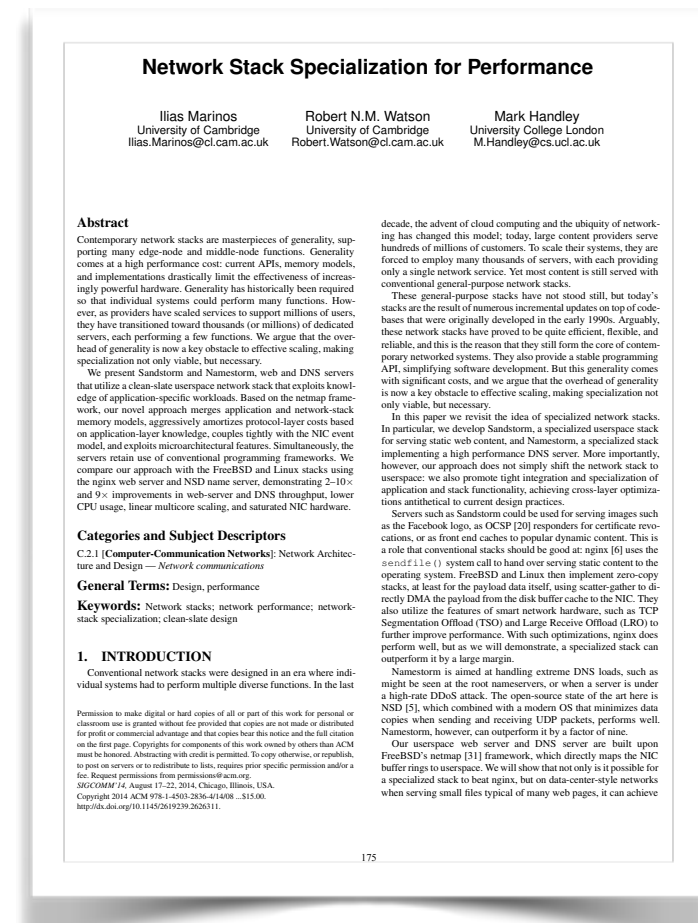 Network Stack Specialization for Performance
Ilias Marinos
University of Cambridge
Ilias.Marinos@cl.cam.ac.uk
Robert N.M. Watson
University of Cambridge
Robert.Watson@cl.cam.ac.uk
Mark Handley
University College London
M.Handley@cs.ucl.ac.uk
Abstract
Contemporary network stacks are masterpieces of generality, sup-
porting many edge-node and middle-node functions. Generality
comes at a high performance cost: current APIs, memory models,
and implementations drastically limit the effectiveness of increas-
ingly powerful hardware. Generality has historically been required
so that individual systems could perform many functions. How-
ever, as providers have scaled services to support millions of users,
they have transitioned toward thousands (or millions) of dedicated
servers, each performing a few functions. We argue that the over-
head of generality is now a key obstacle to effective scaling, making
specialization not only viable, but necessary.
We present Sandstorm and Namestorm, web and DNS servers
that utilize a clean-slate userspace network stack that exploits knowl-
edge of application-specific workloads. Based on the netmap frame-
work, our novel approach merges application and network-stack
memory models, aggressively amortizes protocol-layer costs based
on application-layer knowledge, couples tightly with the NIC event
model, and exploits microarchitectural features. Simultaneously, the
servers retain use of conventional programming frameworks. We
compare our approach with the FreeBSD and Linux stacks using
the nginx web server and NSD name server, demonstrating 2–10×
and 9× improvements in web-server and DNS throughput, lower
CPU usage, linear multicore scaling, and saturated NIC hardware.
Categories and Subject Descriptors
C.2.1 [Computer-Communication Networks]: Network Architec-
ture and Design — Network communications
General Terms: Design, performance
Keywords: Network stacks; network performance; network-
stack specialization; clean-slate design
1. INTRODUCTION
Conventional network stacks were designed in an era where indi-
vidual systems had to perform multiple diverse functions. In the last
Permission to make digital or hard copies of all or part of this work for personal or
classroom use is granted without fee provided that copies are not made or distributed
for profit or commercial advantage and that copies bear this notice and the full citation
on the first page. Copyrights for components of this work owned by others than ACM
must be honored. Abstracting with credit is permitted. To copy otherwise, or republish,
to post on servers or to redistribute to lists, requires prior specific permission and/or a
fee. Request permissions from permissions@acm.org.
SIGCOMM'14, August 17–22, 2014, Chicago, Illinois, USA.
Copyright 2014 ACM 978-1-4503-2836-4/14/08 ...$15.00.
http://dx.doi.org/10.1145/2619239.2626311.
decade, the advent of cloud computing and the ubiquity of network-
ing has changed this model; today, large content providers serve
hundreds of millions of customers. To scale their systems, they are
forced to employ many thousands of servers, with each providing
only a single network service. Yet most content is still served with
conventional general-purpose network stacks.
These general-purpose stacks have not stood still, but today's
stacks are the result of numerous incremental updates on top of code-
bases that were originally developed in the early 1990s. Arguably,
these network stacks have proved to be quite efficient, flexible, and
reliable, and this is the reason that they still form the core of contem-
porary networked systems. They also provide a stable programming
API, simplifying software development. But this generality comes
with significant costs, and we argue that the overhead of generality
is now a key obstacle to effective scaling, making specialization not
only viable, but necessary.
In this paper we revisit the idea of specialized network stacks.
In particular, we develop Sandstorm, a specialized userspace stack
for serving static web content, and Namestorm, a specialized stack
implementing a high performance DNS server. More importantly,
however, our approach does not simply shift the network stack to
userspace: we also promote tight integration and specialization of
application and stack functionality, achieving cross-layer optimiza-
tions antithetical to current design practices.
Servers such as Sandstorm could be used for serving images such
as the Facebook logo, as OCSP [20] responders for certificate revo-
cations, or as front end caches to popular dynamic content. This is
a role that conventional stacks should be good at: nginx [6] uses the
sendfile() system call to hand over serving static content to the
operating system. FreeBSD and Linux then implement zero-copy
stacks, at least for the payload data itself, using scatter-gather to di-
rectly DMA the payload from the disk buffer cache to the NIC. They
also utilize the features of smart network hardware, such as TCP
Segmentation Offload (TSO) and Large Receive Offload (LRO) to
further improve performance. With such optimizations, nginx does
perform well, but as we will demonstrate, a specialized stack can
outperform it by a large margin.
Namestorm is aimed at handling extreme DNS loads, such as
might be seen at the root nameservers, or when a server is under
a high-rate DDoS attack. The open-source state of the art here is
NSD [5], which combined with a modern OS that minimizes data
copies when sending and receiving UDP packets, performs well.
Namestorm, however, can outperform it by a factor of nine.
Our userspace web server and DNS server are built upon
FreeBSD's netmap [31] framework, which directly maps the NIC
buffer rings to userspace. We will show that not only is it possible for
a specialized stack to beat nginx, but on data-center-style networks
when serving small files typical of many web pages, it can achieve
175